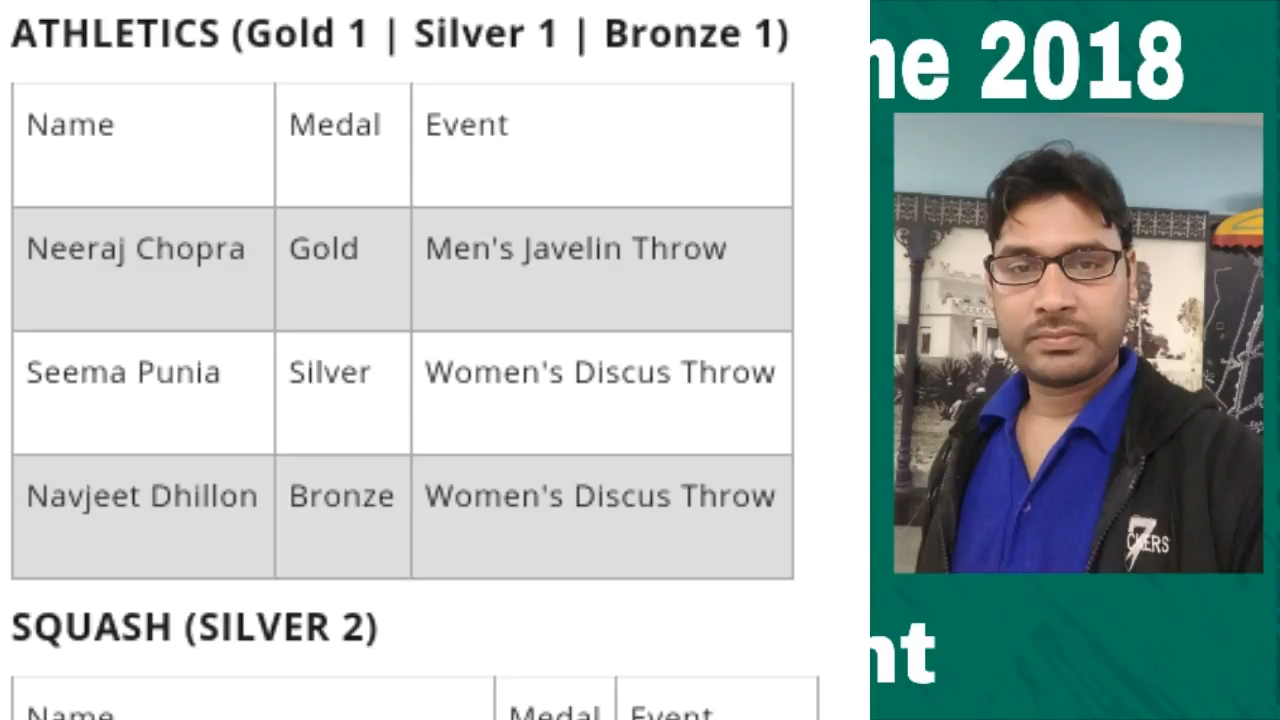 ATHLETICS (Gold 1 | Silver 1 | Bronze 1)
Name Medal Event
Neeraj Chopra Gold Men's Javelin Throw
Seema Punia Silver Women's Discus Throw
Navjeet Dhillon Bronze Women's Discus Throw
SQUASH (SILVER 2)
Name Medal Event
ne 2018
7
nt